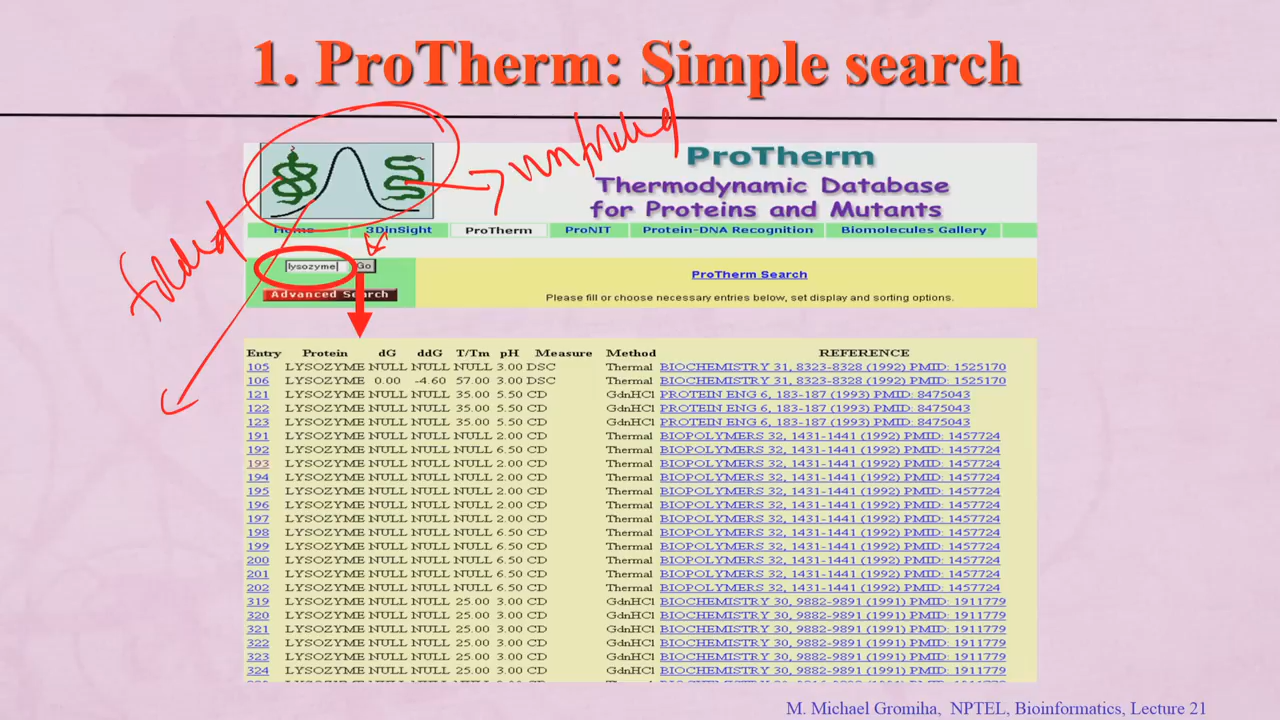 1. ProTherm: Simple search
unfolded
folded
ProTherm
Thermodynamic Database
for Proteins and Mutants
Home 3DinSight ProTherm ProNIT Protein-DNA Recognition Biomolecules Gallery
lysozyme Go
Advanced Search
ProTherm Search
Please fill or choose necessary entries below, set display and sorting options.
Entry Protein dG ddG T/Tm pH Measure Method REFERENCE
105 LYSOZYME NULL NULL NULL 3.00 DSC Thermal BIOCHEMISTRY 31, 8323-8328 (1992) PMID: 1525170
106 LYSOZYME 0.00 -4.60 57.00 3.00 DSC Thermal BIOCHEMISTRY 31, 8323-8328 (1992) PMID: 1525170
121 LYSOZYME NULL NULL 35.00 5.50 CD GdnHCl PROTEIN ENG 6, 183-187 (1993) PMID: 8475043
122 LYSOZYME NULL NULL 35.00 5.50 CD GdnHCl PROTEIN ENG 6, 183-187 (1993) PMID: 8475043
123 LYSOZYME NULL NULL 35.00 5.50 CD GdnHCl PROTEIN ENG 6, 183-187 (1993) PMID: 8475043
191 LYSOZYME NULL NULL NULL 2.00 CD Thermal BIOPOLYMERS 32, 1431-1441 (1992) PMID: 1457724
192 LYSOZYME NULL NULL NULL 6.50 CD Thermal BIOPOLYMERS 32, 1431-1441 (1992) PMID: 1457724
193 LYSOZYME NULL NULL NULL 2.00 CD Thermal BIOPOLYMERS 32, 1431-1441 (1992) PMID: 1457724
194 LYSOZYME NULL NULL NULL 2.00 CD Thermal BIOPOLYMERS 32, 1431-1441 (1992) PMID: 1457724
195 LYSOZYME NULL NULL NULL 2.00 CD Thermal BIOPOLYMERS 32, 1431-1441 (1992) PMID: 1457724
196 LYSOZYME NULL NULL NULL 2.00 CD Thermal BIOPOLYMERS 32, 1431-1441 (1992) PMID: 1457724
197 LYSOZYME NULL NULL NULL 2.00 CD Thermal BIOPOLYMERS 32, 1431-1441 (1992) PMID: 1457724
198 LYSOZYME NULL NULL NULL 6.50 CD Thermal BIOPOLYMERS 32, 1431-1441 (1992) PMID: 1457724
199 LYSOZYME NULL NULL NULL 6.50 CD Thermal BIOPOLYMERS 32, 1431-1441 (1992) PMID: 1457724
200 LYSOZYME NULL NULL NULL 6.50 CD Thermal BIOPOLYMERS 32, 1431-1441 (1992) PMID: 1457724
201 LYSOZYME NULL NULL NULL 6.50 CD Thermal BIOPOLYMERS 32, 1431-1441 (1992) PMID: 1457724
202 LYSOZYME NULL NULL NULL 6.50 CD Thermal BIOPOLYMERS 32, 1431-1441 (1992) PMID: 1457724
319 LYSOZYME NULL NULL 25.00 3.00 CD GdnHCl BIOCHEMISTRY 30, 9882-9891 (1991) PMID: 1911779
320 LYSOZYME NULL NULL 25.00 3.00 CD GdnHCl BIOCHEMISTRY 30, 9882-9891 (1991) PMID: 1911779
321 LYSOZYME NULL NULL 25.00 3.00 CD GdnHCl BIOCHEMISTRY 30, 9882-9891 (1991) PMID: 1911779
322 LYSOZYME NULL NULL 25.00 3.00 CD GdnHCl BIOCHEMISTRY 30, 9882-9891 (1991) PMID: 1911779
323 LYSOZYME NULL NULL 25.00 3.00 CD GdnHCl BIOCHEMISTRY 30, 9882-9891 (1991) PMID: 1911779
324 LYSOZYME NULL NULL 25.00 3.00 CD GdnHCl BIOCHEMISTRY 30, 9882-9891 (1991) PMID: 1911779
M. Michael Gromiha, NPTEL, Bioinformatics, Lecture 21